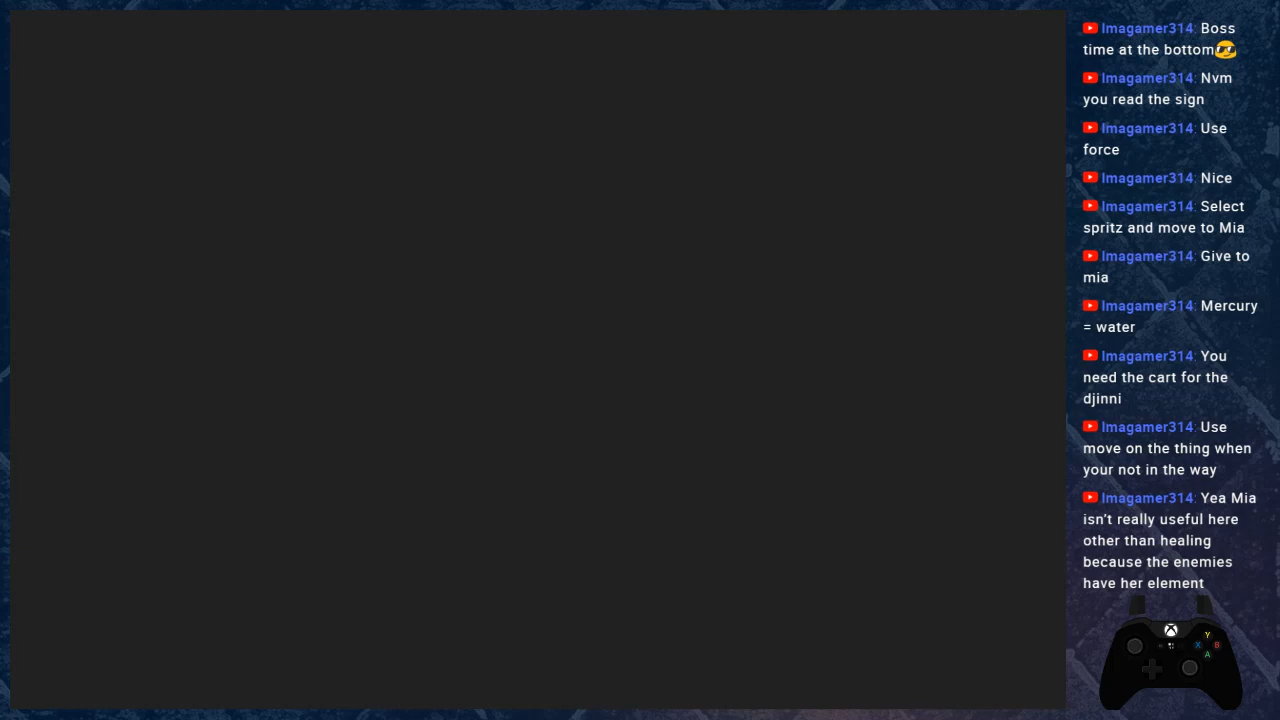 Imagamer314: Boss
time at the bottom😎
Imagamer314: Nvm
you read the sign
Imagamer314: Use
force
Imagamer314: Nice
Imagamer314: Select
spritz and move to Mia
Imagamer314: Give to
mia
Imagamer314: Mercury
= water
Imagamer314: You
need the cart for the
djinni
Imagamer314: Use
move on the thing when
your not in the way
Imagamer314: Yea Mia
isn't really useful here
other than healing
because the enemies
have her element
Y
X B
A